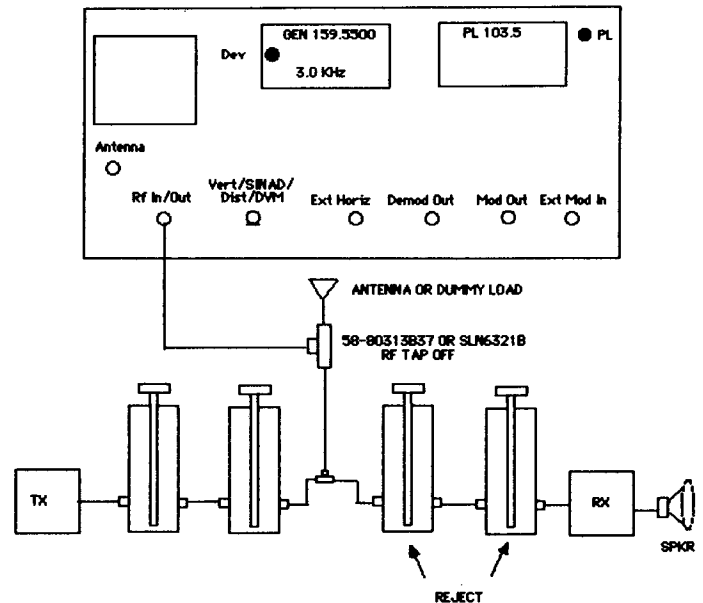 GEN 159.5500
PL 103.5
PL
Dev
3.0 KHz
Antenna
Rf In/Out
Vert/SINAD/
Dist/DVM
Ext Horiz
Demod Out
Mod Out
Ext Mod In
ANTENNA OR DUMMY LOAD
58-80313B37 OR SLN6321B
RF TAP OFF
TX
RX
SPKR
REJECT